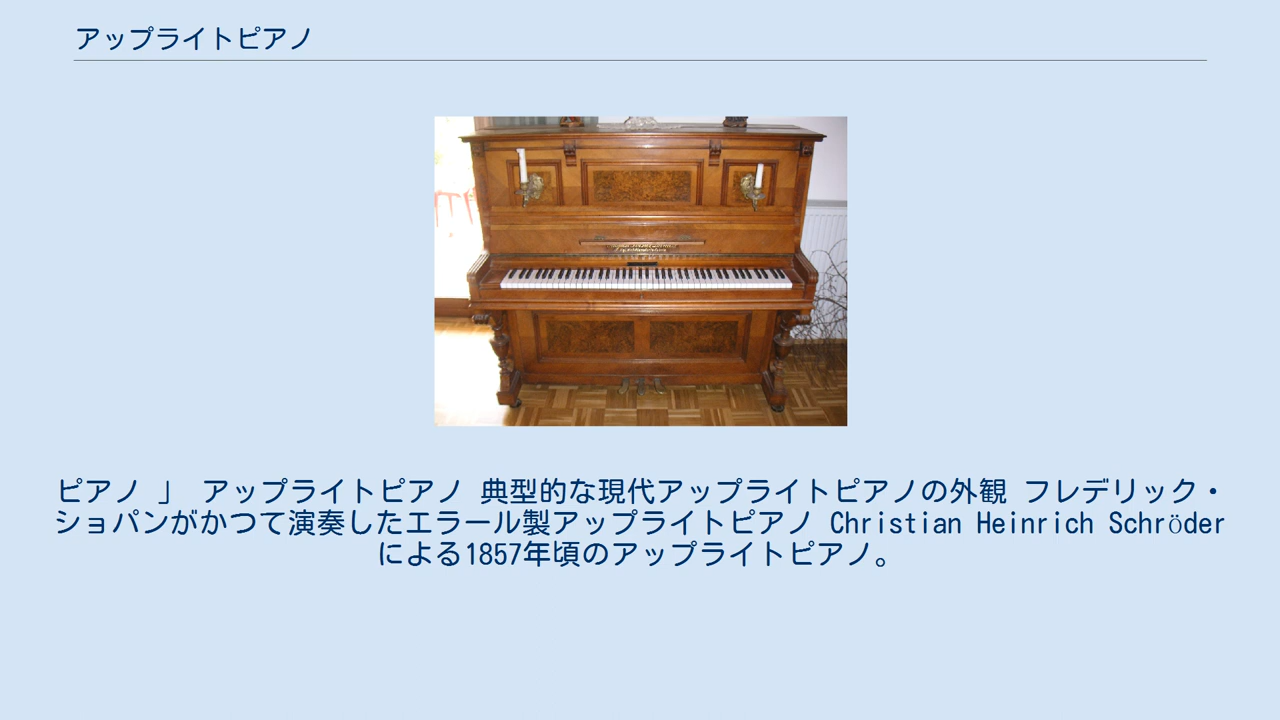 アップライトピアノ
ピアノ 」 アップライトピアノ 典型的な現代アップライトピアノの外観 フレデリック・
ショパンがかつて演奏したエラール製アップライトピアノ Christian Heinrich Schröder
による1857年頃のアップライトピアノ。